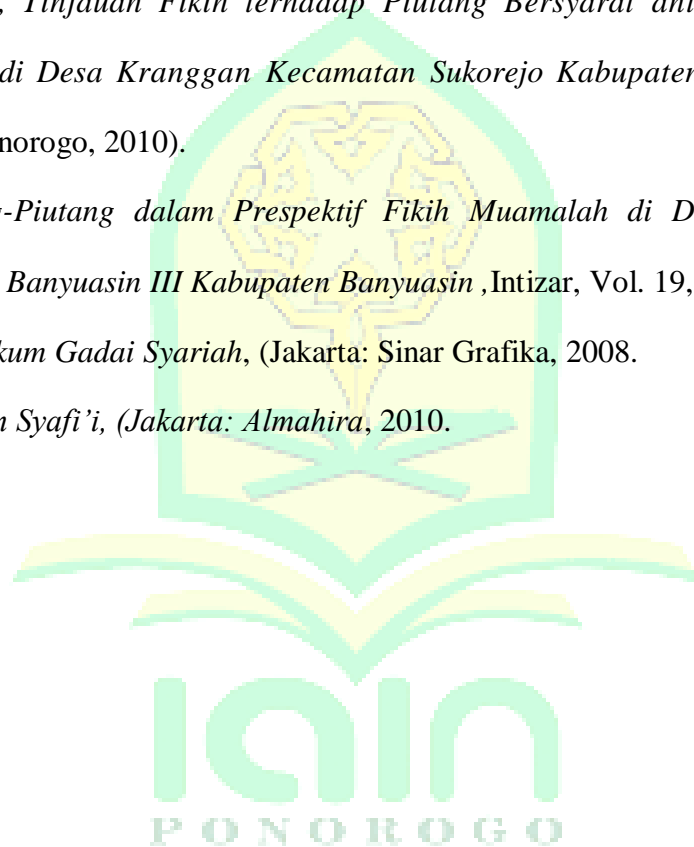 , Tinjauan Fikih terhadap Piutang Bersyarat
di Desa Kranggan Kecamatan Sukorejo Kabupaten
norogo, 2010).
-Piutang dalam Prespektif Fikih Muamalah di D
Banyuasin III Kabupaten Banyuasin ,Intizar, Vol. 19,
kum Gadai Syariah, (Jakarta: Sinar Grafika, 2008.
Syafi’i, (Jakarta: Almahira, 2010.
iain
PONOROGO